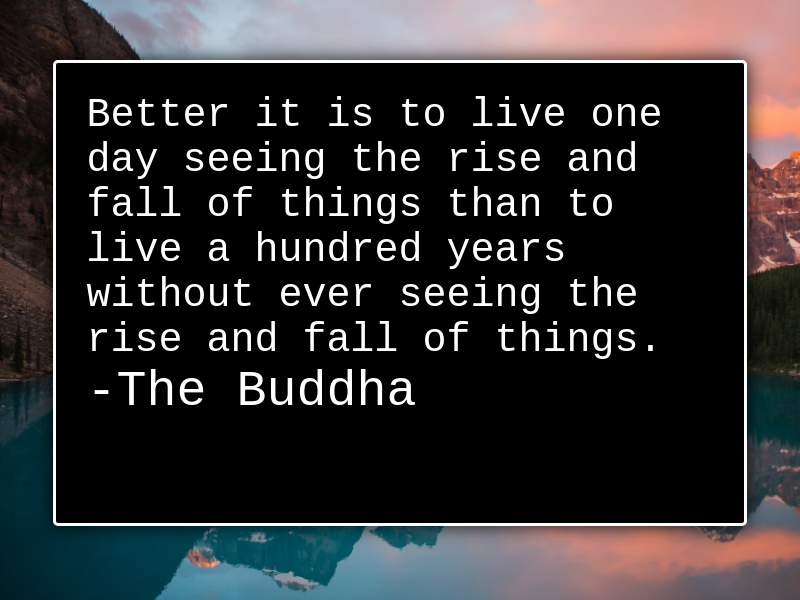 Better it is to live one
day seeing the rise and
fall of things than to
live a hundred years
without ever seeing the
rise and fall of things.
-The Buddha